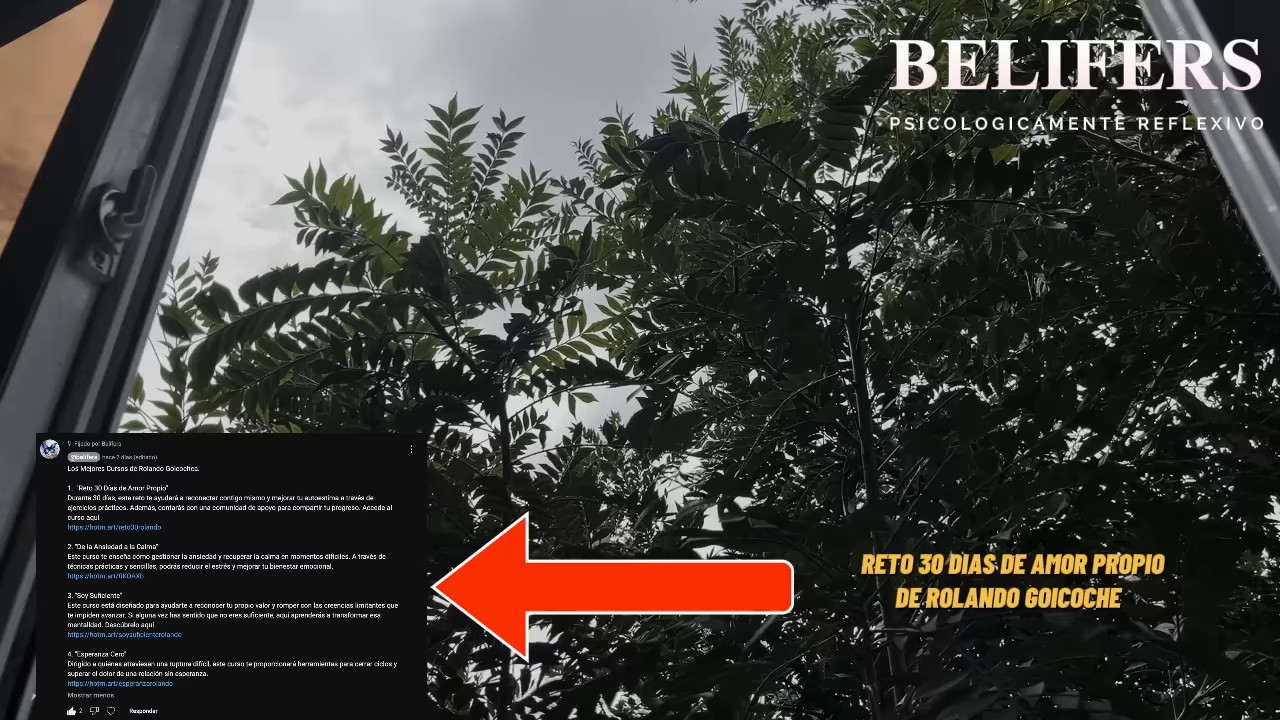 BELIFERS
PSICOLOGICAMENTE REFLEXIVO
Fijado por Belifers
@belifers hace 2 días (editado)
Los Mejores Cursos de Rolando Goicochea.
1. "Reto 30 Días de Amor Propio"
Durante 30 días, este reto te ayudará a reconectar contigo mismo y mejorar tu autoestima a través de
ejercicios prácticos. Además, contarás con una comunidad de apoyo para compartir tu progreso. Accede al
curso aquí
https://hotm.art/reto30rolando
2. "De la Ansiedad a la Calma"
Este curso te enseña cómo gestionar la ansiedad y recuperar la calma en momentos difíciles. A través de
técnicas prácticas y sencillas, podrás reducir el estrés y mejorar tu bienestar emocional.
3. "Soy Suficiente"
Este curso está diseñado para ayudarte a reconocer tu propio valor y romper con las creencias limitantes que
te impiden avanzar. Si alguna vez has sentido que no eres suficiente, aquí aprenderás a transformar esa
mentalidad. Descúbrelo aquí
https://hotm.art/soysuficienterolando
4. "Esperanza Cero"
Dirigido a quienes atraviesan una ruptura difícil, este curso te proporcionará herramientas para cerrar ciclos y
superar el dolor de una relación sin esperanza.
https://hotm.art/esperanzarolando
Mostrar menos
2 Responder
RETO 30 DIAS DE AMOR PROPIO
DE ROLANDO GOICOCHE